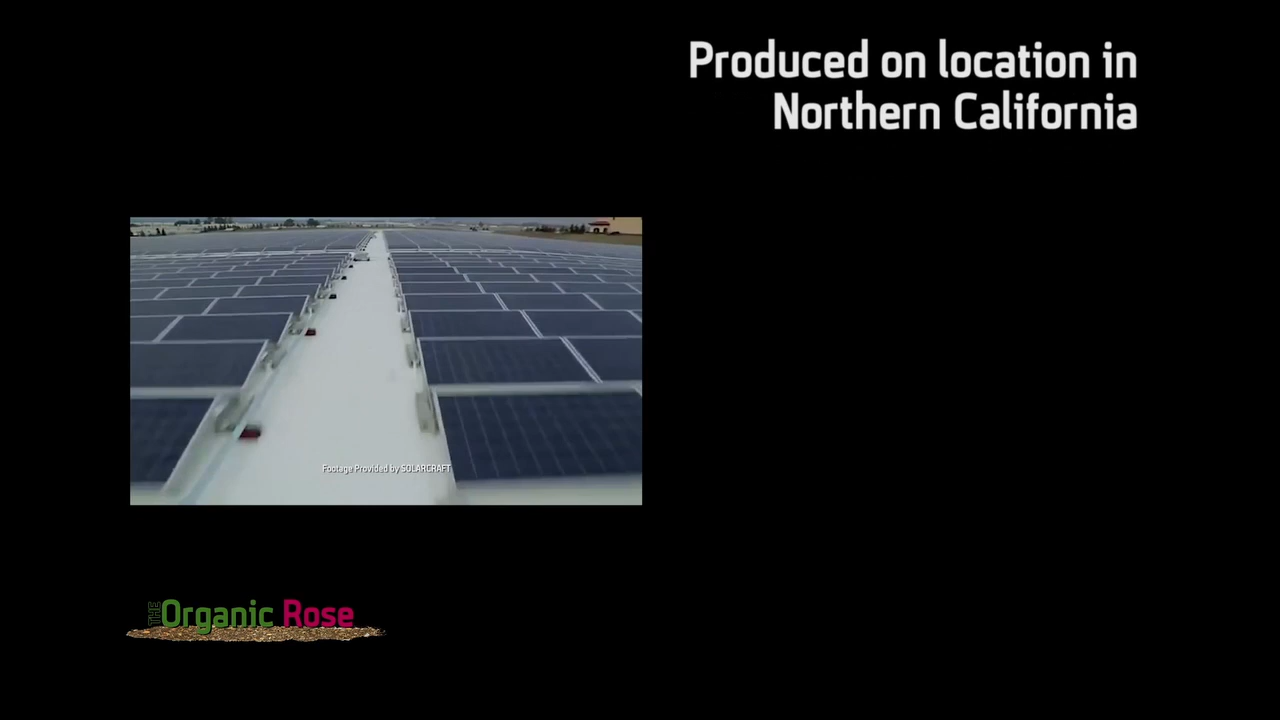 Produced on location in
Northern California
Footage Provided by SOLARCRAFT
THE Organic Rose